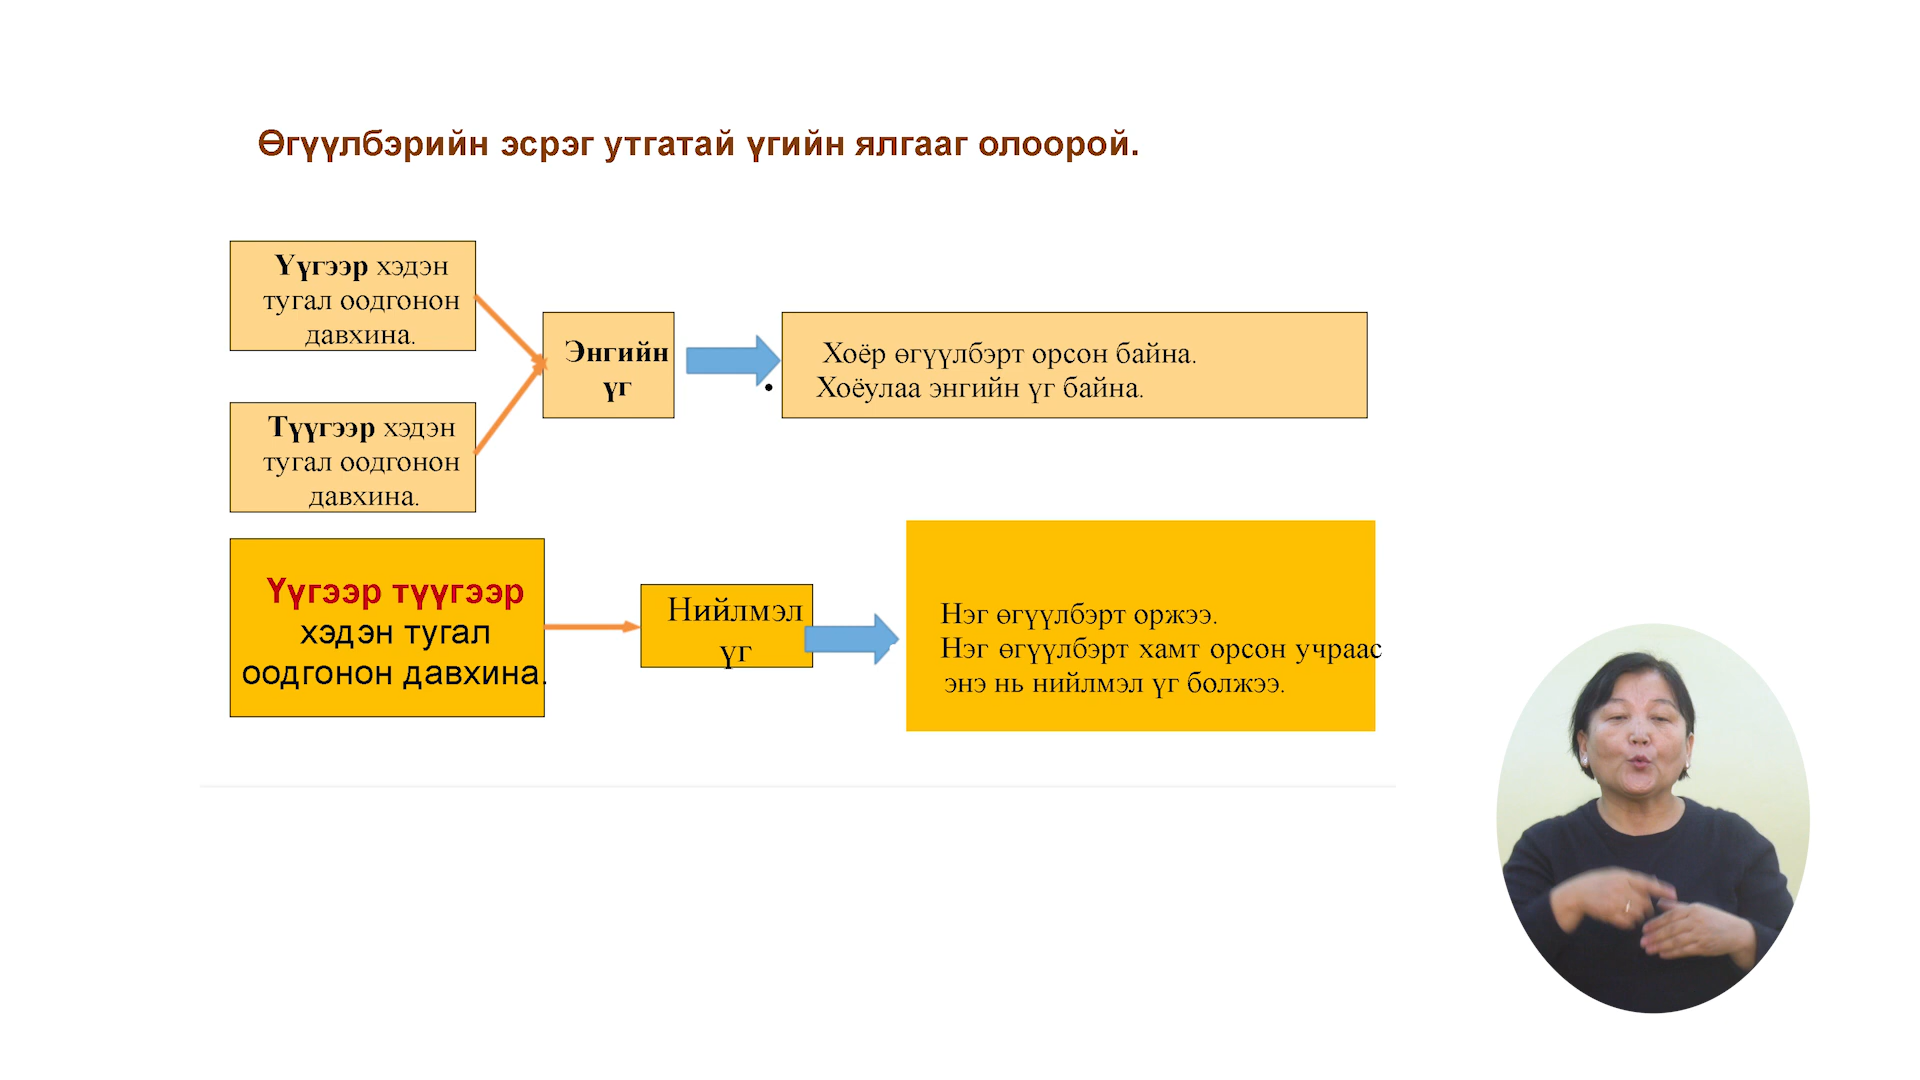 Өгүүлбэрийн эсрэг утгатай үгийн ялгааг олоорой.
Үүгээр хэдэн
тугал оодгонон
давхина.
Түүгээр хэдэн
тугал оодгонон
давхина.
Энгийн
үг
Хоёр өгүүлбэрт орсон байна.
• Хоёулаа энгийн үг байна.
Үүгээр түүгээр
хэдэн тугал
оодгонон давхина.
Нийлмэл
үг
Нэг өгүүлбэрт оржээ.
Нэг өгүүлбэрт хамт орсон учраас
энэ нь нийлмэл үг болжээ.